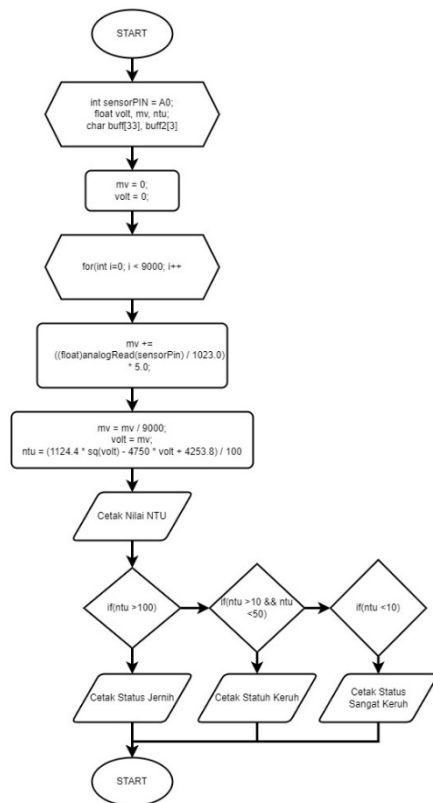 START
int sensorPIN = A0;
float volt, mv, ntu;
char buff[33], buff2[3]
mv = 0;
volt = 0;
for(int i=0; i < 9000; i++
mv +=
((float)analogRead(sensorPin) / 1023.0)
* 5.0;
mv = mv / 9000;
volt = mv;
ntu = (1124.4 * sq(volt) - 4750 * volt + 4253.8) / 100
Cetak Nilai NTU
if(ntu >100)
if(ntu >10 && ntu
<50)
if(ntu <10)
Cetak Status Jernih
Cetak Statuh Keruh
Cetak Status
Sangat Keruh
START